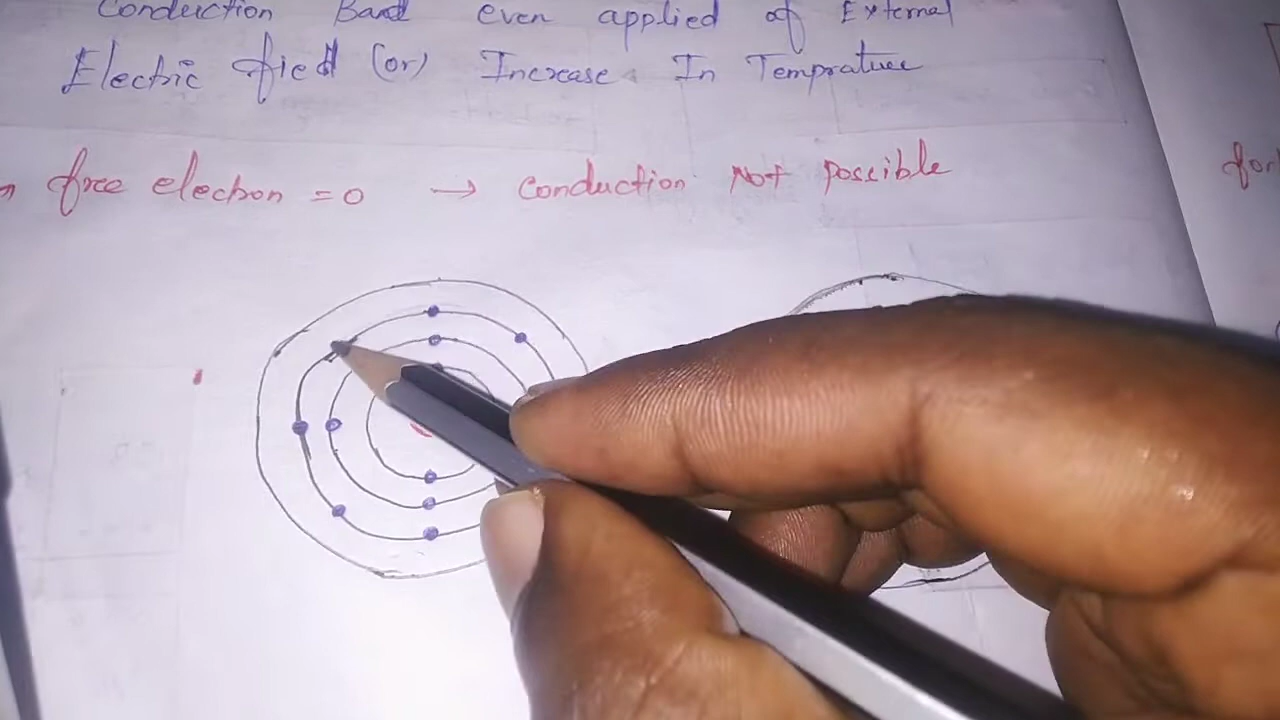 Conduction Band even applied of External
Electric field (or) Increase In Temprature
free electron = 0 → Conduction Not Possible